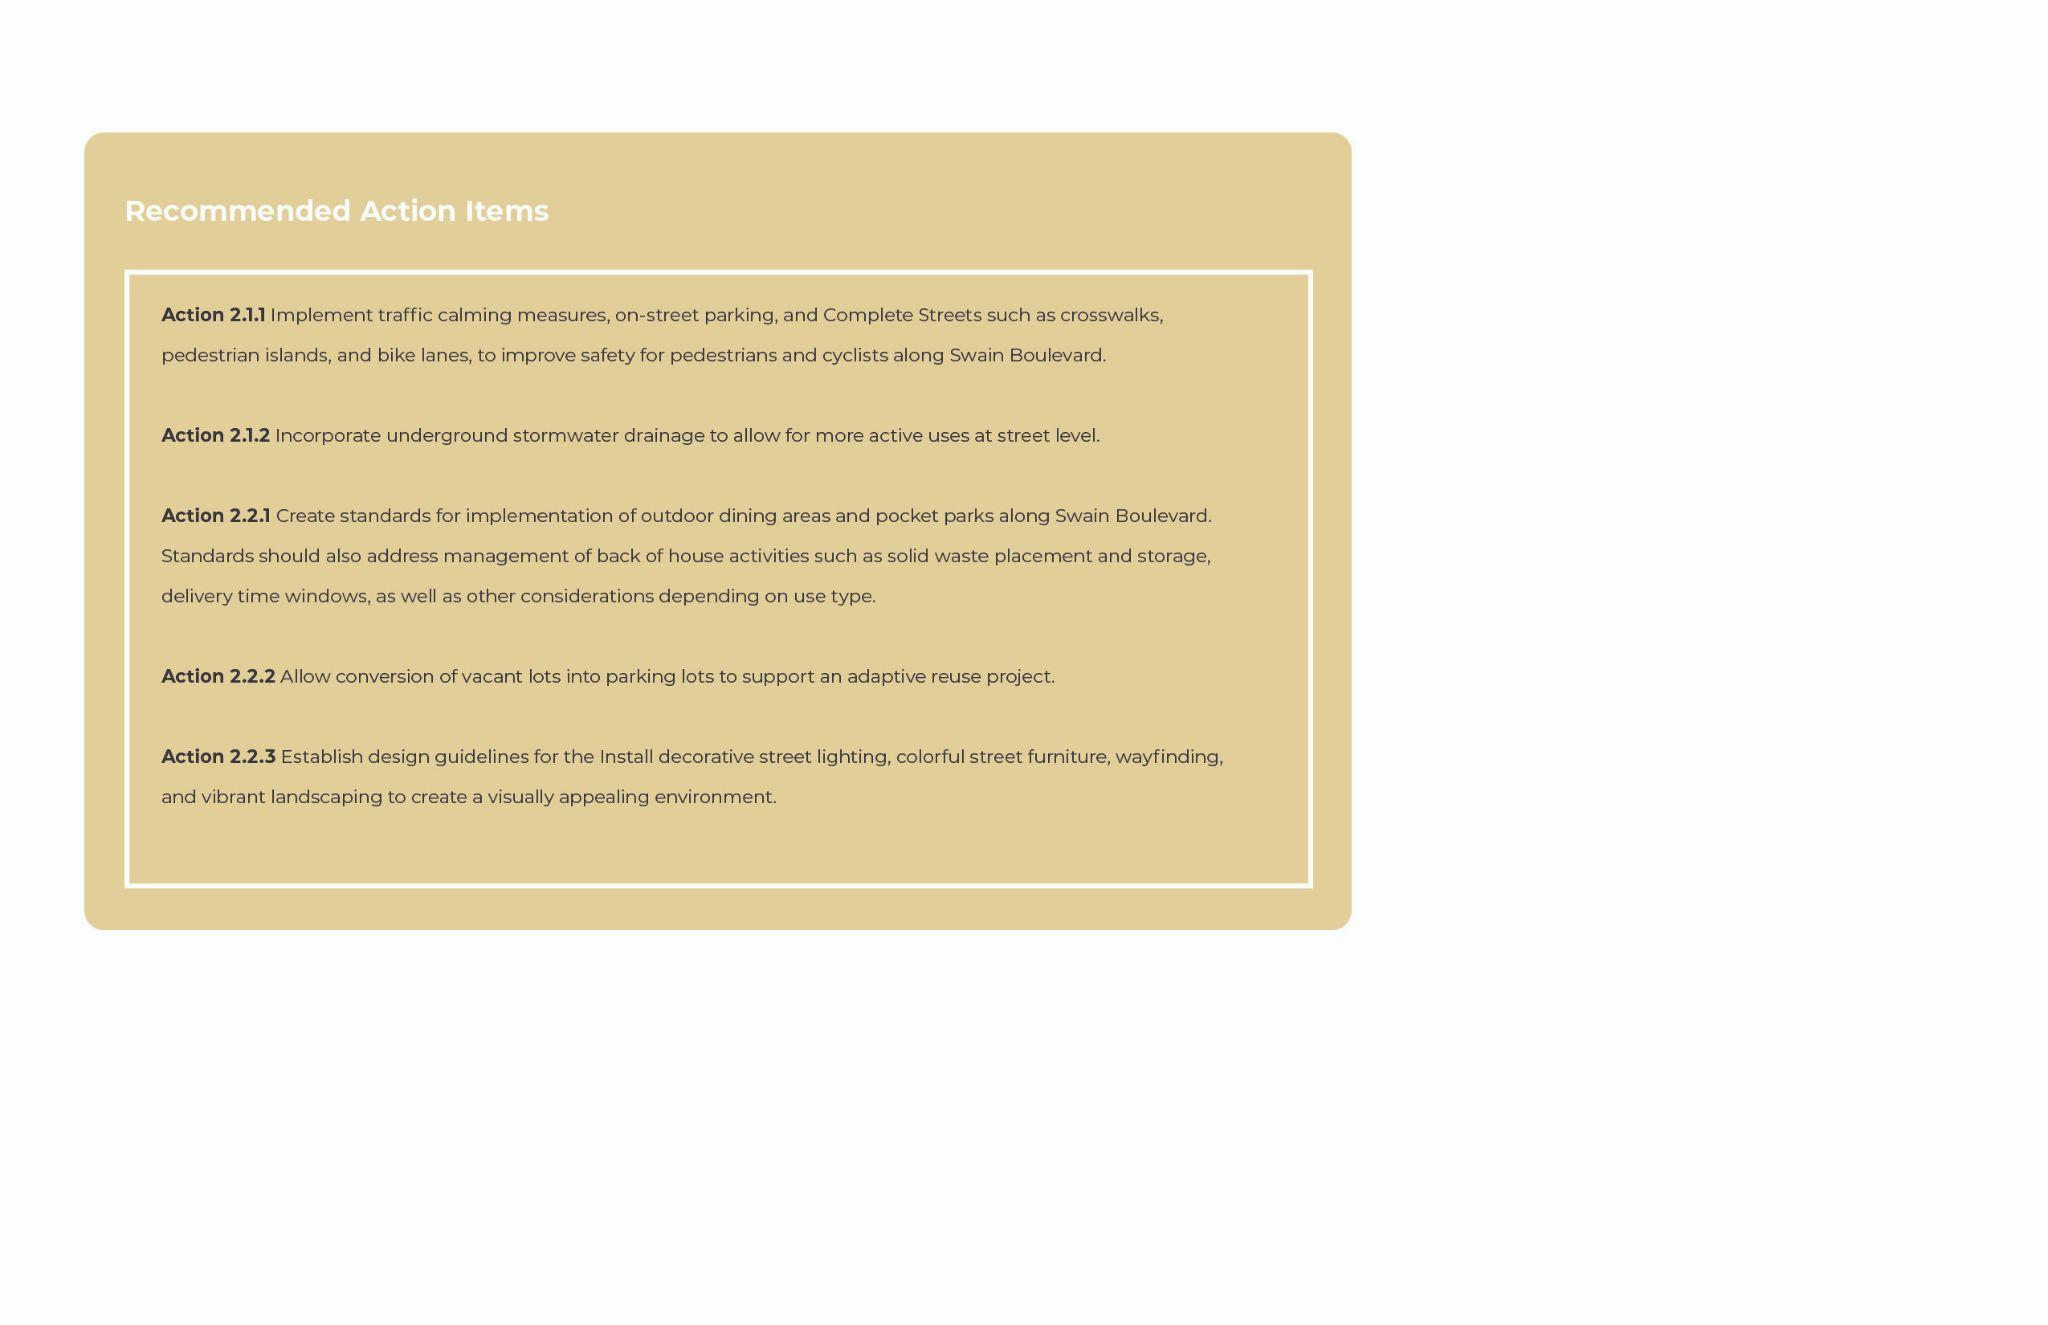 Recommended Action Items
Action 2.1.1 Implement traffic calming measures, on-street parking, and Complete Streets such as crosswalks,
pedestrian islands, and bike lanes, to improve safety for pedestrians and cyclists along Swain Boulevard.
Action 2.1.2 Incorporate underground stormwater drainage to allow for more active uses at street level.
Action 2.2.1 Create standards for implementation of outdoor dining areas and pocket parks along Swain Boulevard.
Standards should also address management of back of house activities such as solid waste placement and storage,
delivery time windows, as well as other considerations depending on use type.
Action 2.2.2 Allow conversion of vacant lots into parking lots to support an adaptive reuse project.
Action 2.2.3 Establish design guidelines for the Install decorative street lighting, colorful street furniture, wayfinding,
and vibrant landscaping to create a visually appealing environment.